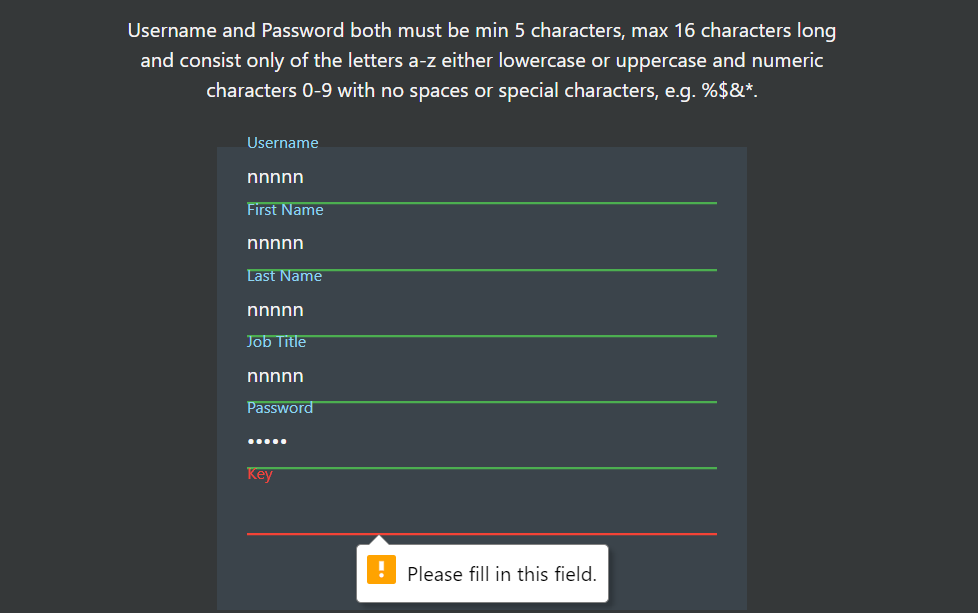 Username and Password both must be min 5 characters, max 16 characters long
and consist only of the letters a-z either lowercase or uppercase and numeric
characters 0-9 with no spaces or special characters, e.g. %$&*.
Username
nnnnn
First Name
nnnnn
Last Name
nnnnn
Job Title
nnnnn
Password
•••••
Key
! Please fill in this field.